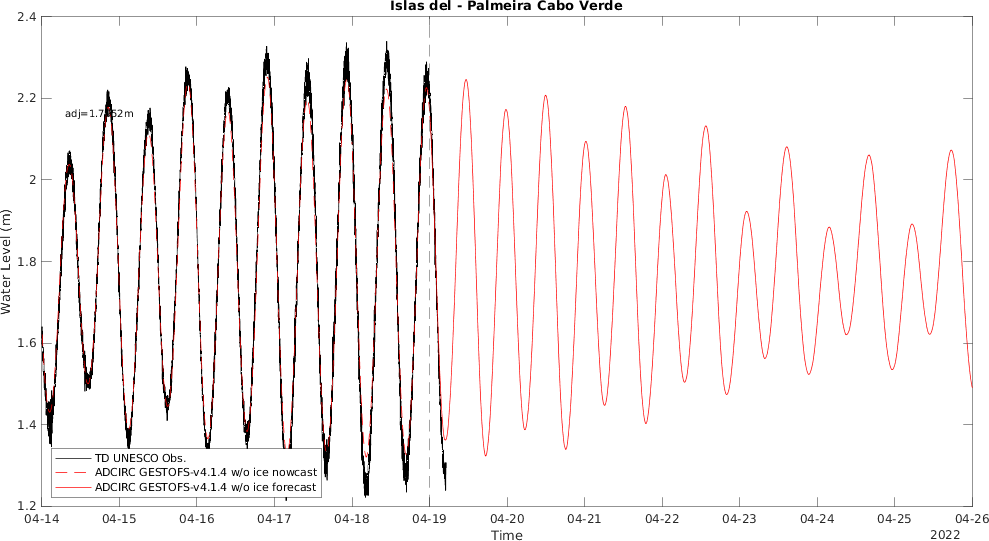 Islas del - Palmeira Cabo Verde
2.4
2.2
2
1.8
1.6
1.4
1.2
Water Level (m)
TD UNESCO Obs.
ADCIRC GESTOFS-v4.1.4 w/o ice nowcast
ADCIRC GESTOFS-v4.1.4 w/o ice forecast
04-14 04-15 04-16 04-17 04-18 04-19 04-20 04-21 04-22 04-23 04-24 04-25 04-26
Time
2022